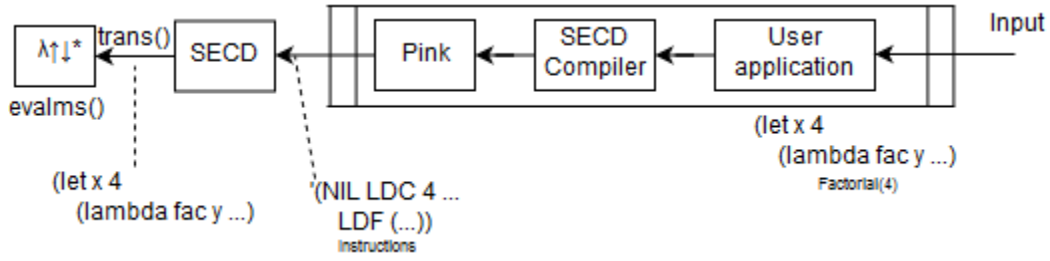 λ↑↓*
evalms()
trans()
SECD
Pink
SECD
Compiler
User
application
Input
(let x 4
(lambda fac y ...)
Factorial(4)
(let x 4
(lambda fac y ...)
'(NIL LDC 4 ...
LDF (...))
Instructions